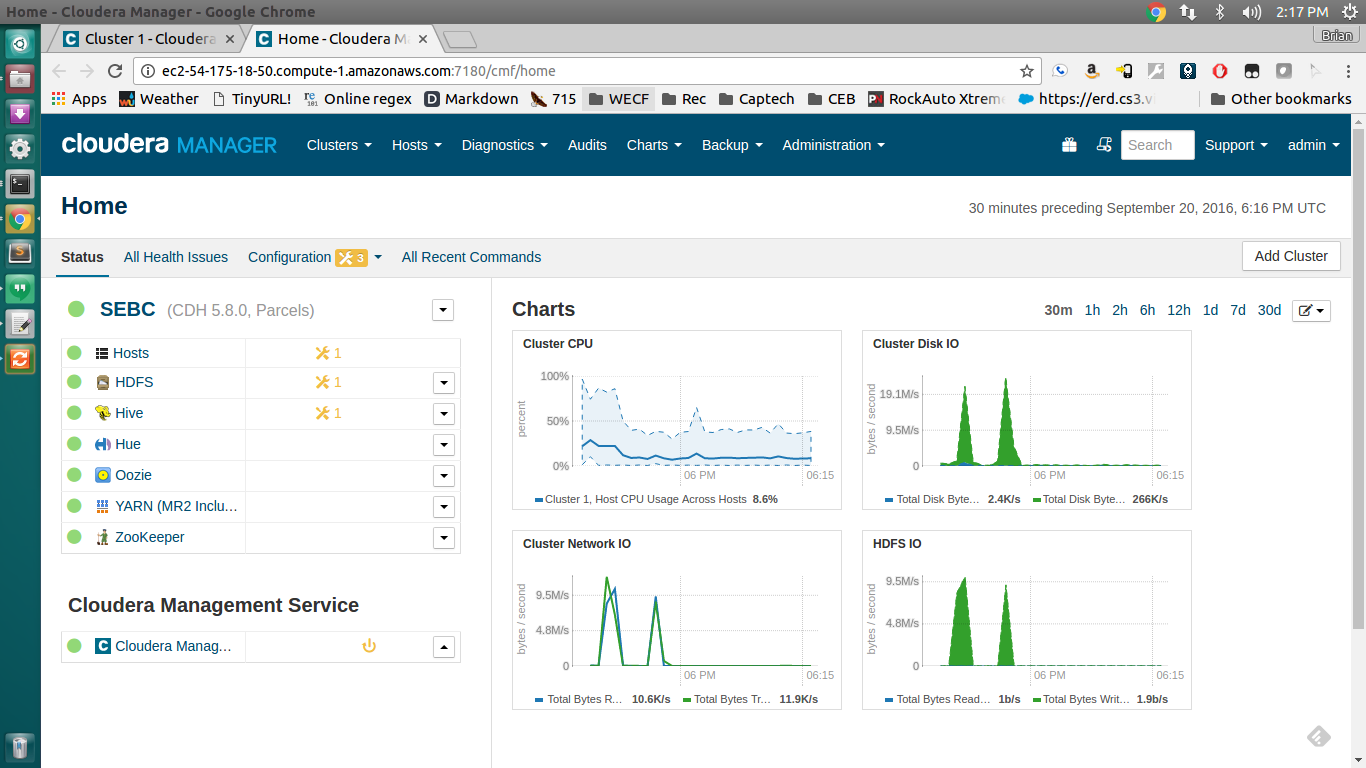 Home - Cloudera Manager - Google Chrome
2:17 PM
Cluster 1 - Cloudera
Home - Cloudera M
Brian
ec2-54-175-18-50.compute-1.amazonaws.com:7180/cmf/home
Apps Weather TinyURL! Online regex Markdown 715 WECF Rec Captech CEB RockAuto Xtreme https://erd.cs3.v Other bookmarks
cloudera MANAGER Clusters Hosts Diagnostics Audits Charts Backup Administration Search Support admin
Home
30 minutes preceding September 20, 2016, 6:16 PM UTC
Status All Health Issues Configuration 3 All Recent Commands Add Cluster
SEBC (CDH 5.8.0, Parcels)
Hosts 1
HDFS 1
Hive 1
Hue
Oozie
YARN (MR2 Inclu...
ZooKeeper
Cloudera Management Service
Cloudera Manag...
Charts
30m 1h 2h 6h 12h 1d 7d 30d
Cluster CPU
percent
100%
50%
0%
06 PM 06:15
Cluster 1, Host CPU Usage Across Hosts 8.6%
Cluster Disk IO
bytes / second
19.1M/s
9.5M/s
0
06 PM 06:15
Total Disk Byte... 2.4K/s Total Disk Byte... 266K/s
Cluster Network IO
bytes / second
9.5M/s
4.8M/s
0
06 PM 06:15
Total Bytes R... 10.6K/s Total Bytes Tr... 11.9K/s
HDFS IO
bytes / second
9.5M/s
4.8M/s
0
06 PM 06:15
Total Bytes Read... 1b/s Total Bytes Writ... 1.9b/s